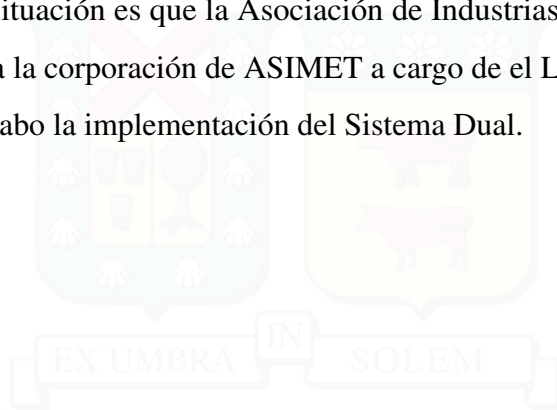 ituación es que la Asociación de Industrias
a la corporación de ASIMET a cargo de el L
abo la implementación del Sistema Dual.
EX UMBRA IN SOLEM